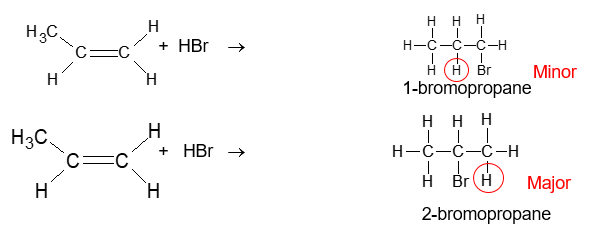 H H H
H₃C H
C=C + HBr → H-C-C-C-H
H H H H Br Minor
1-bromopropane
H H H
H₃C H
C=C + HBr → H-C-C-C-H
H H H Br H Major
2-bromopropane